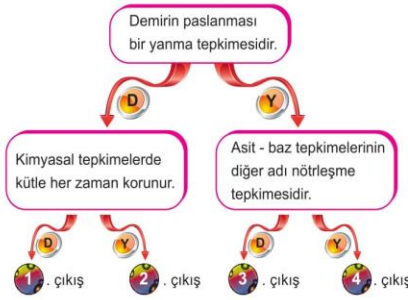 Demirin paslanması
bir yanma tepkimesidir.
D
Y
Kimyasal tepkimelerde
kütle her zaman korunur.
Asit - baz tepkimelerinin
diğer adı nötrleşme
tepkimesidir.
D
Y
D
Y
1 . çıkış
2 . çıkış
3 . çıkış
4 . çıkış